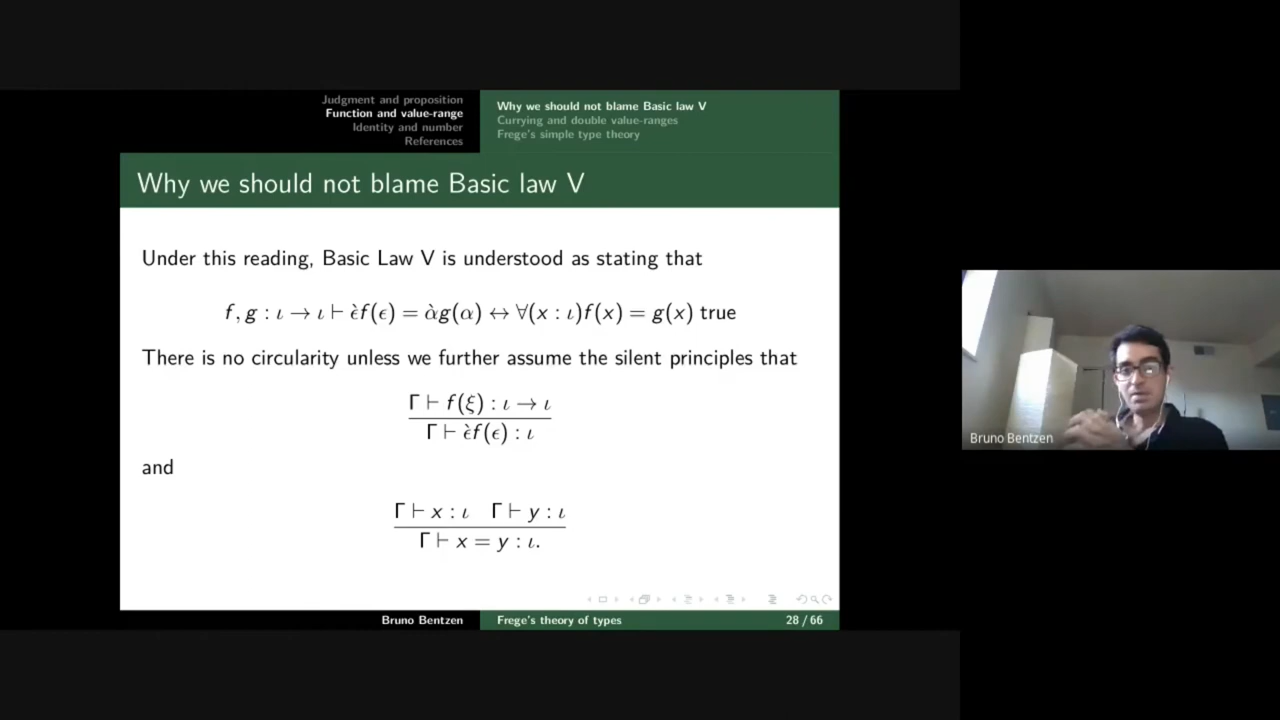 Judgment and proposition
Function and value-range
Identity and number
References
Why we should not blame Basic law V
Currying and double value-ranges
Frege's simple type theory
Why we should not blame Basic law V
Under this reading, Basic Law V is understood as stating that
f, g : ι → ι ⊢ ἐf(ϵ) = ἀg(α) ↔ ∀(x : ι)f(x) = g(x) true
There is no circularity unless we further assume the silent principles that
Γ ⊢ f(ξ) : ι → ι
Γ ⊢ ἐf(ϵ) : ι
and
Γ ⊢ x : ι Γ ⊢ y : ι
Γ ⊢ x = y : ι.
Bruno Bentzen
Frege's theory of types
28 / 66
Bruno Bentzen